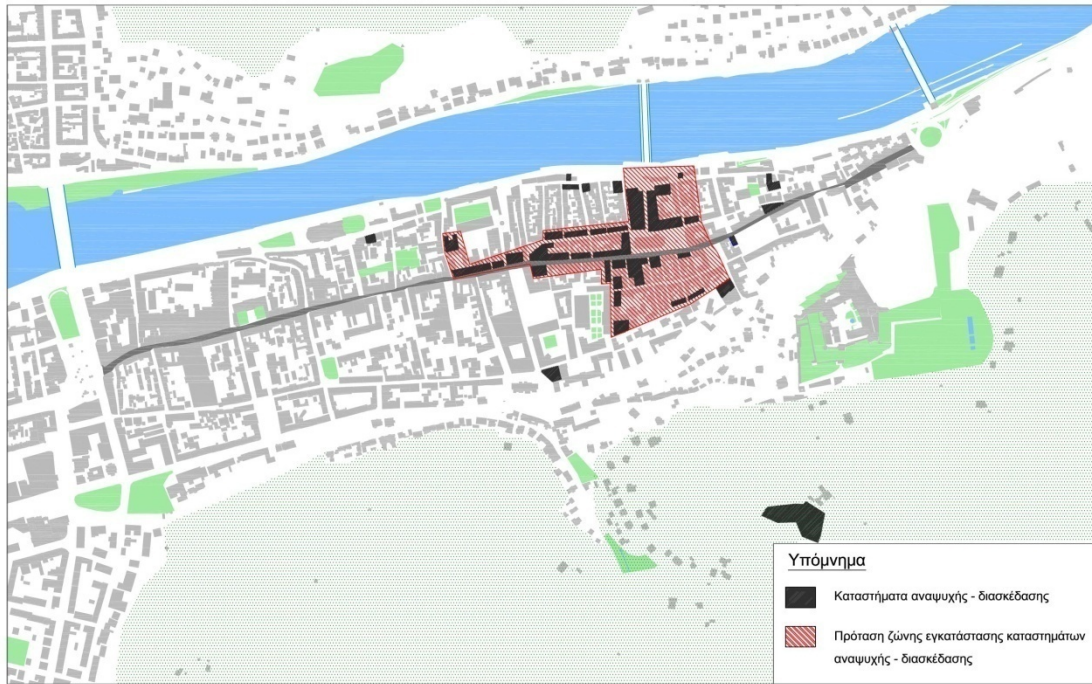 Υπόμνημα
Καταστήματα αναψυχής - διασκέδασης
Πρόταση ζώνης εγκατάστασης καταστημάτων
αναψυχής - διασκέδασης